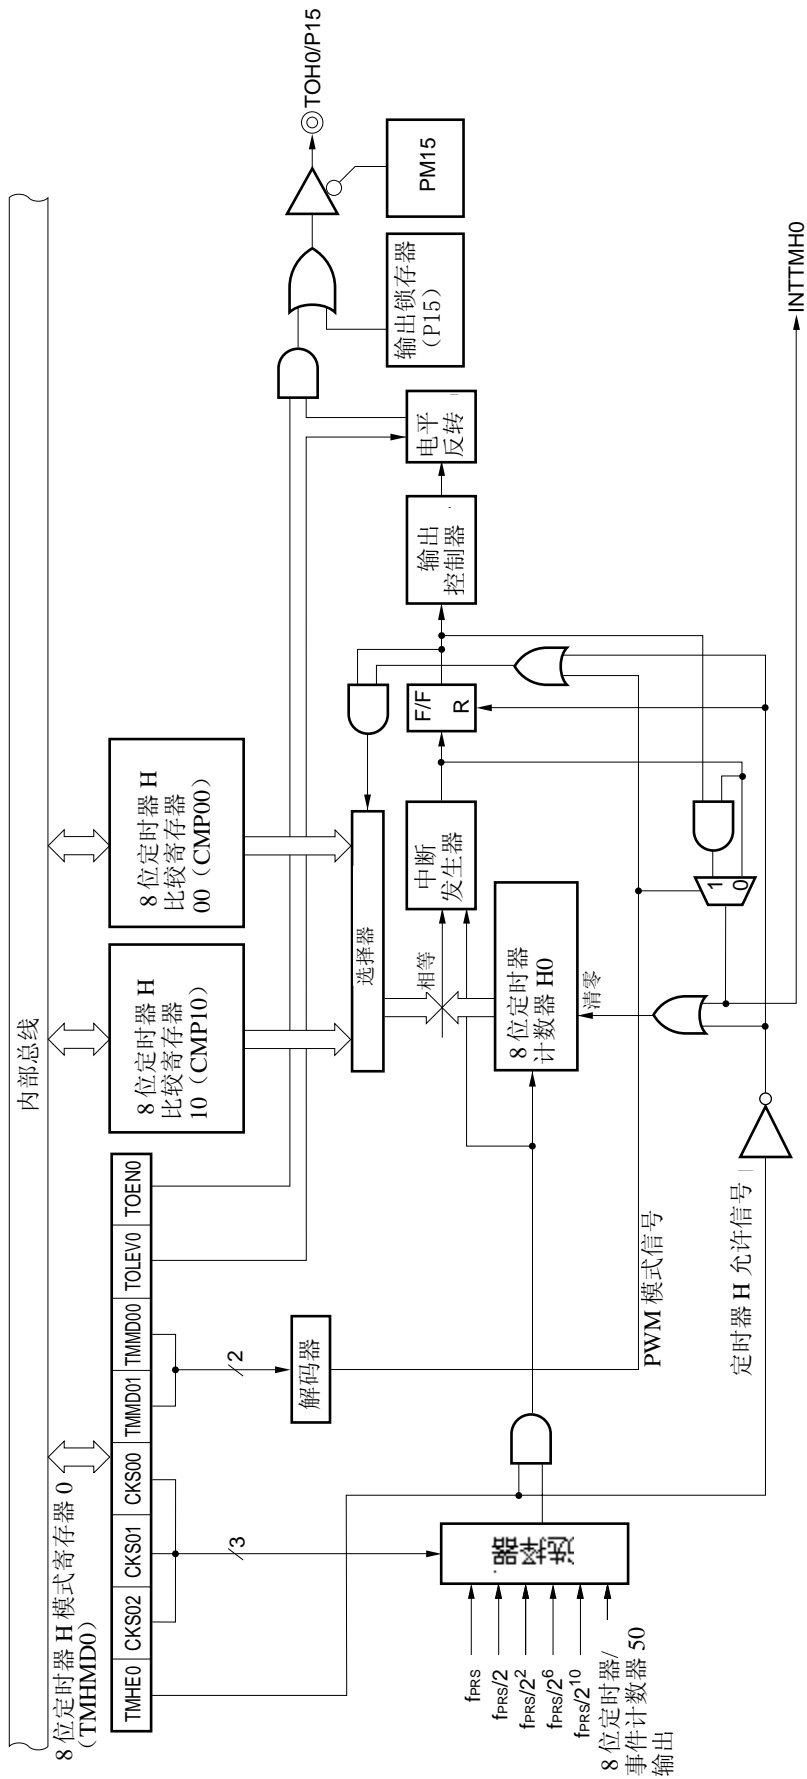 内部总线
8 位定时器 H 模式寄存器 0
(TMHMD0)
TMHE0
CKS02
CKS01
CKS00
TMMD01
TMMD00
TOLEV0
TOEN0
8 位定时器 H
比较寄存器
10（CMP10）
8 位定时器 H
比较寄存器
00（CMP00）
3
2
解码器
选择器
TOH0/P15
PM15
输出锁存器
（P15）
电平
反转
输出
控制器
F/F
R
中断
发生器
相等
8 位定时器
计数器 H0
清零
选择器
fPRS
fPRS/2
fPRS/2²
fPRS/2⁶
fPRS/2¹⁰
8 位定时器/
事件计数器 50
输出
PWM 模式信号
1
0
定时器 H 允许信号
INTTMH0